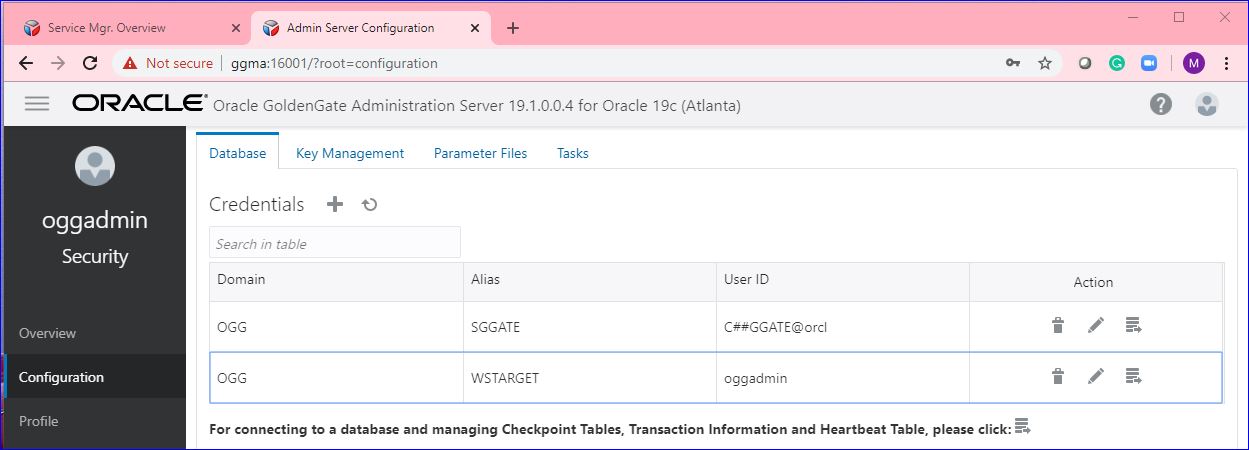 Service Mgr. Overview
Admin Server Configuration
Not secure ggma:16001/?root=configuration M
ORACLE Oracle GoldenGate Administration Server 19.1.0.0.4 for Oracle 19c (Atlanta) ?
oggadmin
Security
Overview
Configuration
Profile
Database Key Management Parameter Files Tasks
Credentials
Search in table
Domain Alias User ID Action
OGG SGGATE C##GGATE@orcl
OGG WSTARGET oggadmin
For connecting to a database and managing Checkpoint Tables, Transaction Information and Heartbeat Table, please click: